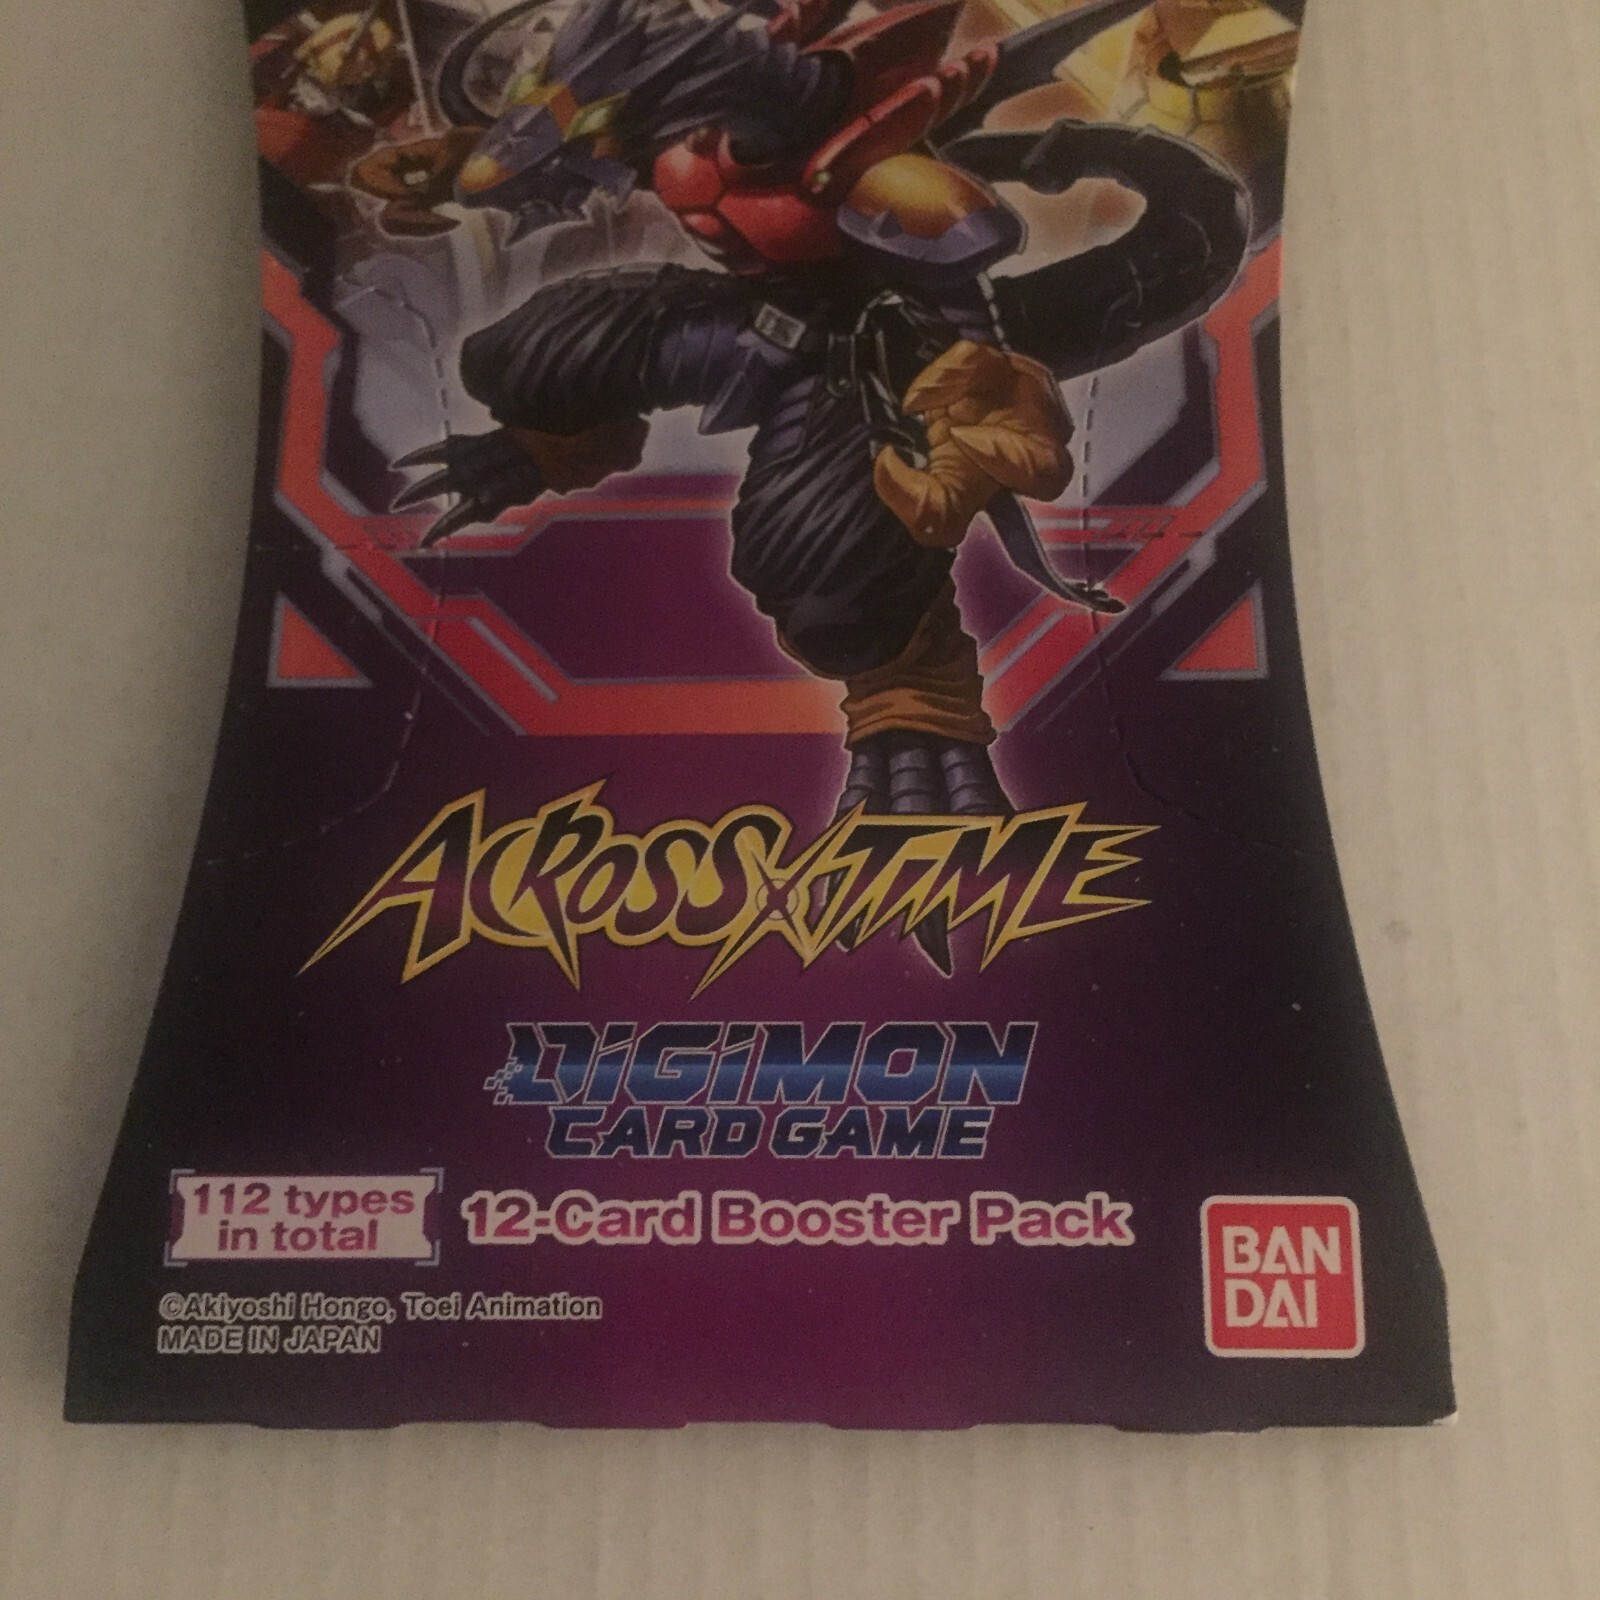 ACROSS TIME
DIGIMON
CARD GAME
112 types
in total
12-Card Booster Pack
BAN
DAI
©Akiyoshi Hongo, Toei Animation
MADE IN JAPAN